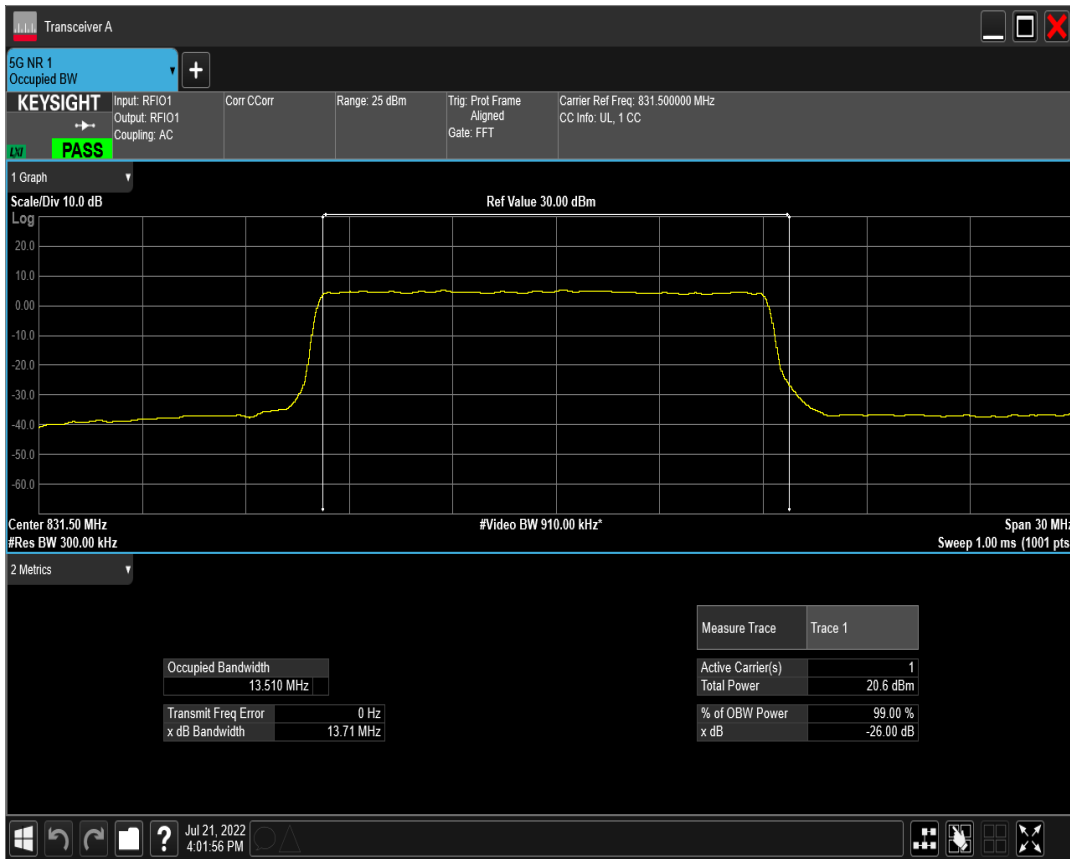 Transceiver A
5G NR 1
Occupied BW
+
KEYSIGHT
LXI
PASS
Input: RFIO1
Output: RFIO1
Coupling: AC
Corr CCorr
Range: 25 dBm
Trig: Prot Frame
Aligned
Gate: FFT
Carrier Ref Freq: 831.500000 MHz
CC Info: UL, 1 CC
1 Graph
Scale/Div 10.0 dB
Ref Value 30.00 dBm
Log
20.0
10.0
0.00
-10.0
-20.0
-30.0
-40.0
-50.0
-60.0
Center 831.50 MHz
#Video BW 910.00 kHz*
Span 30 MHz
#Res BW 300.00 kHz
Sweep 1.00 ms (1001 pts
2 Metrics
Measure Trace Trace 1
Occupied Bandwidth
13.510 MHz
Transmit Freq Error 0 Hz
x dB Bandwidth 13.71 MHz
Active Carrier(s) 1
Total Power 20.6 dBm
% of OBW Power 99.00 %
x dB -26.00 dB
?
Jul 21, 2022
4:01:56 PM